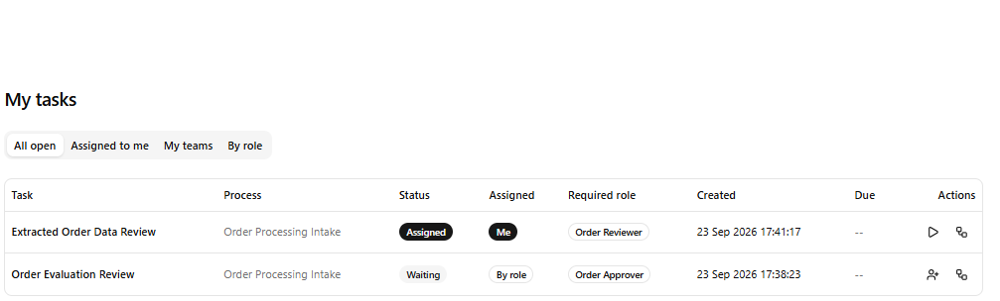 My tasks
All open Assigned to me My teams By role
Task Process Status Assigned Required role Created Due Actions
Extracted Order Data Review Order Processing Intake Assigned Me Order Reviewer 23 Sep 2026 17:41:17 --
Order Evaluation Review Order Processing Intake Waiting By role Order Approver 23 Sep 2026 17:38:23 --